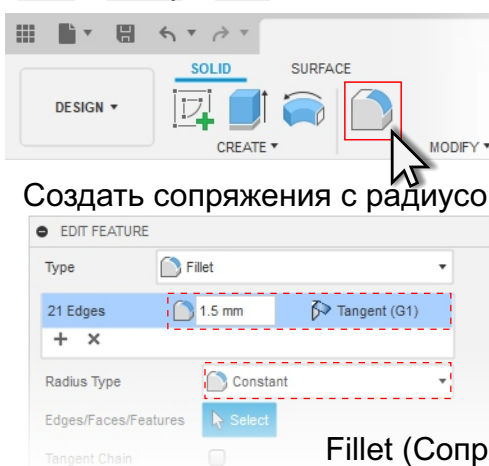 SOLID SURFACE
DESIGN
CREATE MODIFY
Создать сопряжения с радиусо
EDIT FEATURE
Type Fillet
21 Edges 1.5 mm Tangent (G1)
Radius Type Constant
Edges/Faces/Features Select
Tangent Chain
Fillet (Сопр